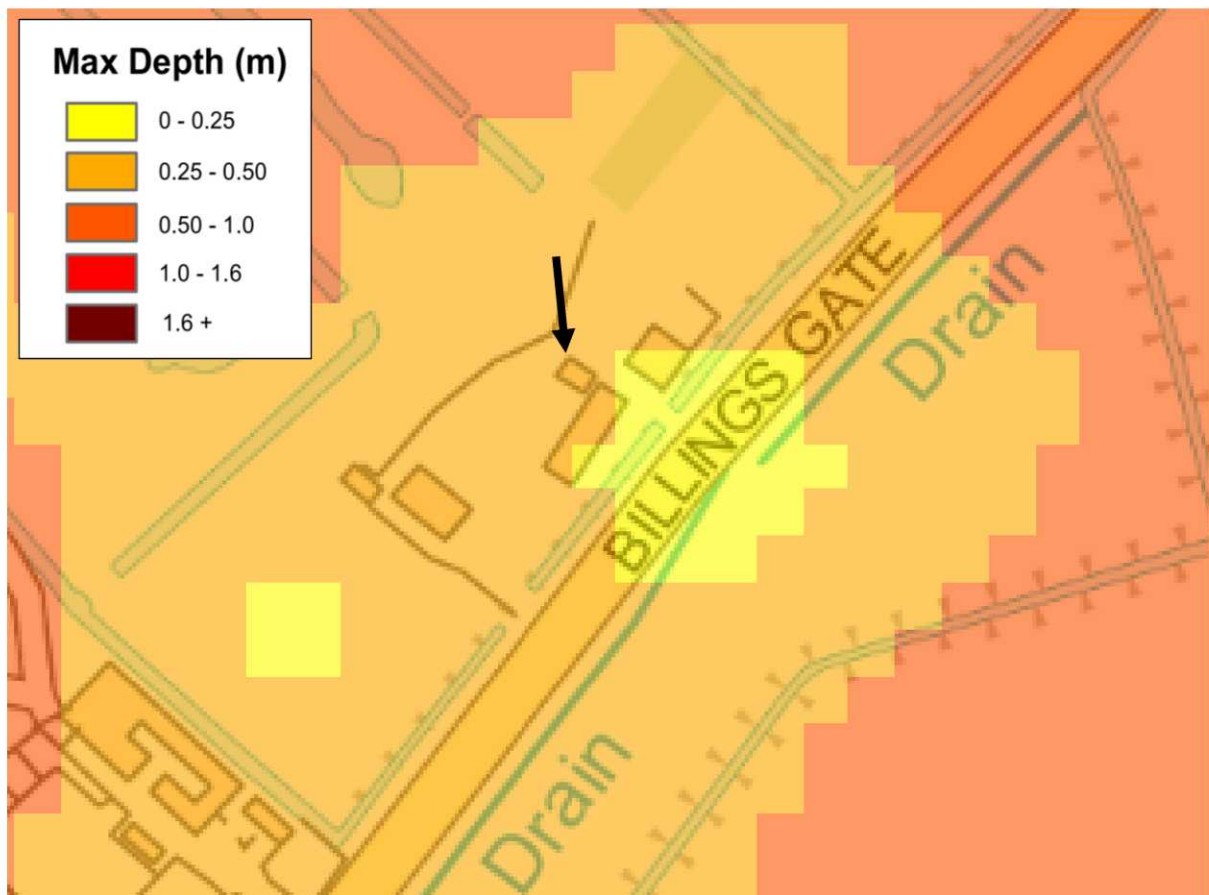 Max Depth (m)
0 - 0.25
0.25 - 0.50
0.50 - 1.0
1.0 - 1.6
1.6 +
BILLINGS GATE
Drain
Drain